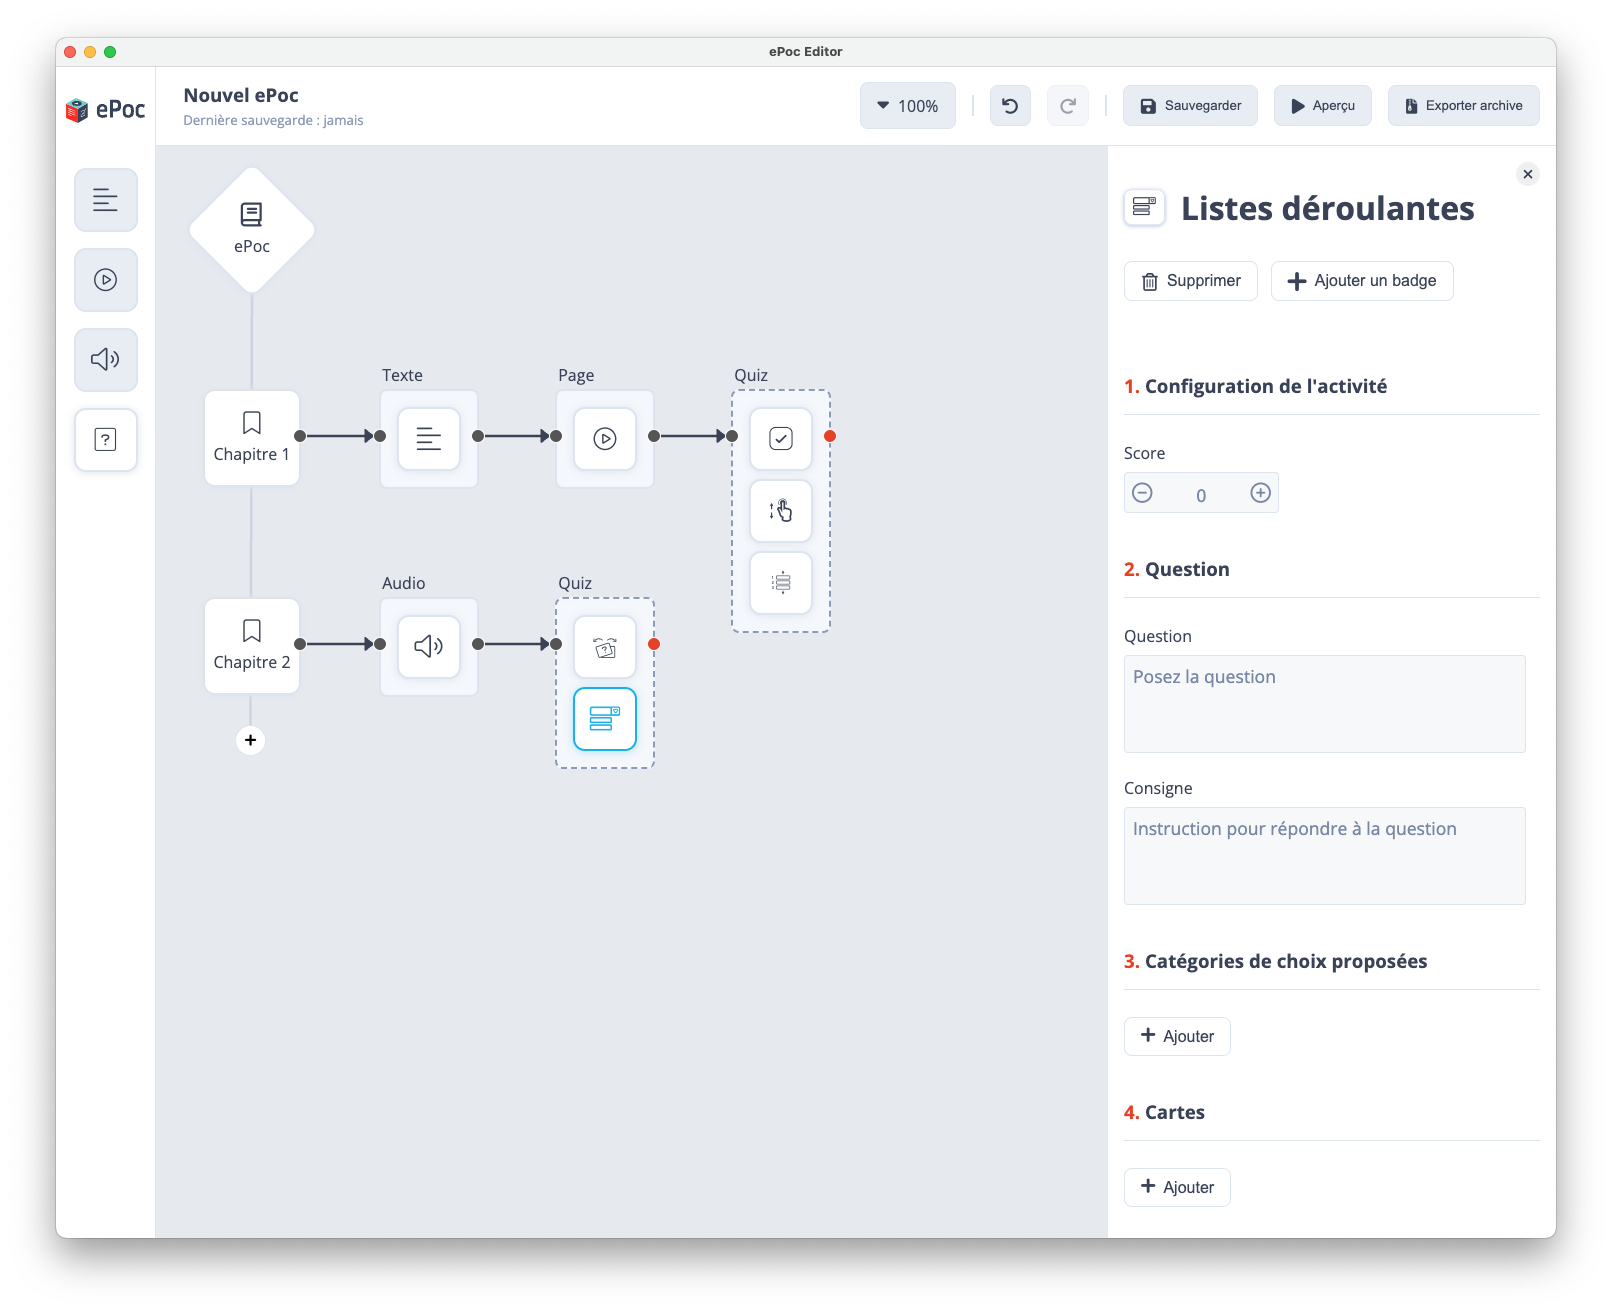 ePoc Editor
ePoc
Nouvel ePoc
Dernière sauvegarde : jamais
100%
Sauvegarder
Aperçu
Exporter archive
ePoc
Texte
Page
Quiz
Chapitre 1
Audio
Quiz
Chapitre 2
Listes déroulantes
Supprimer
Ajouter un badge
1. Configuration de l'activité
Score
0
2. Question
Question
Posez la question
Consigne
Instruction pour répondre à la question
3. Catégories de choix proposées
Ajouter
4. Cartes
Ajouter